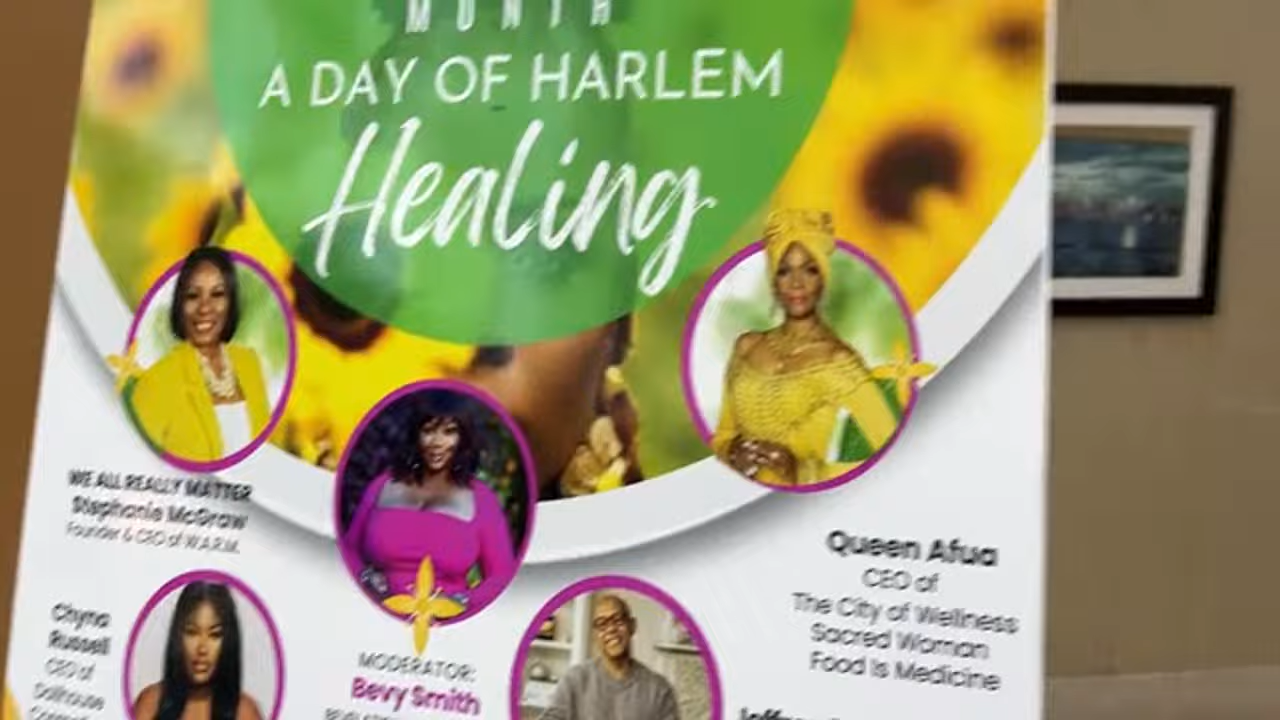 MONTH
A DAY OF HARLEM
Healing
WE ALL REALLY MATTER
Stephanie McGraw
Founder & CEO of W.A.R.M.
Queen Afua
CEO of
The City of Wellness
Sacred Woman
Food Is Medicine
Chyna
Russell
CEO of
Dollhouse
MODERATOR:
Bevy Smith